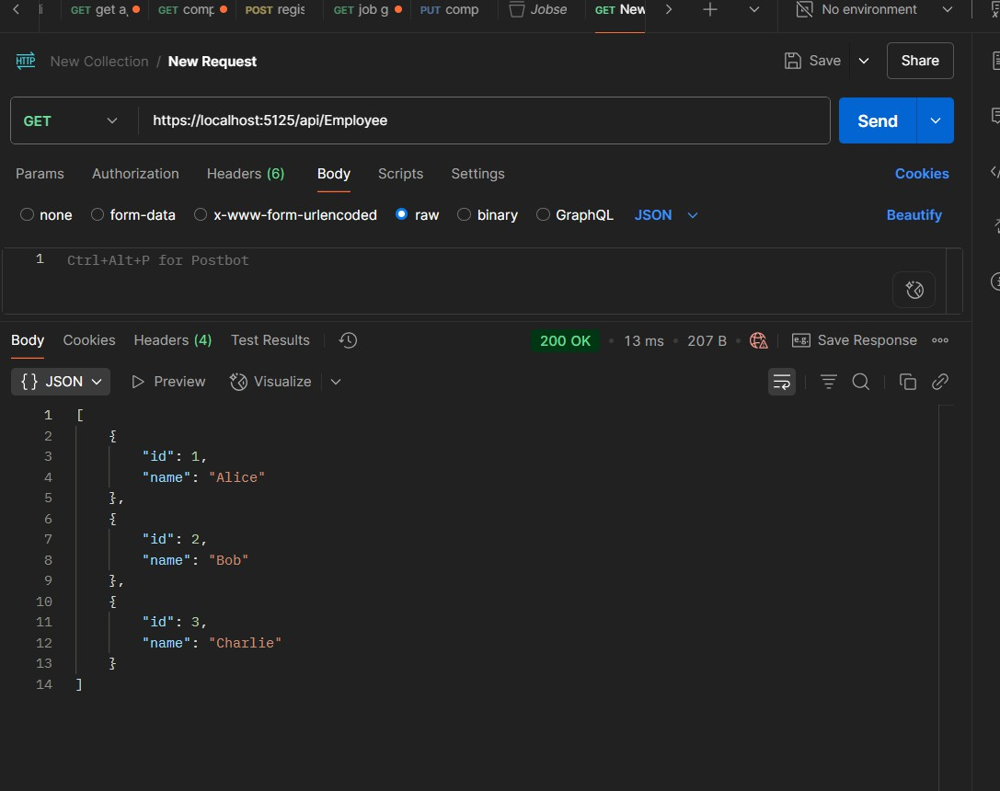 GET get a,
GET comp
POST regis
GET job g
PUT comp
Jobse
GET New
No environment
HTTP
New Collection / New Request
Save
Share
GET
https://localhost:5125/api/Employee
Send
Params
Authorization
Headers (6)
Body
Scripts
Settings
Cookies
none
form-data
x-www-form-urlencoded
raw
binary
GraphQL
JSON
Beautify
1 Ctrl+Alt+P for Postbot
Body
Cookies
Headers (4)
Test Results
200 OK • 13 ms • 207 B •
e.g. Save Response
{} JSON
Preview
Visualize
1 [
2 {
3 "id": 1,
4 "name": "Alice"
5 },
6 {
7 "id": 2,
8 "name": "Bob"
9 },
10 {
11 "id": 3,
12 "name": "Charlie"
13 }
14 ]